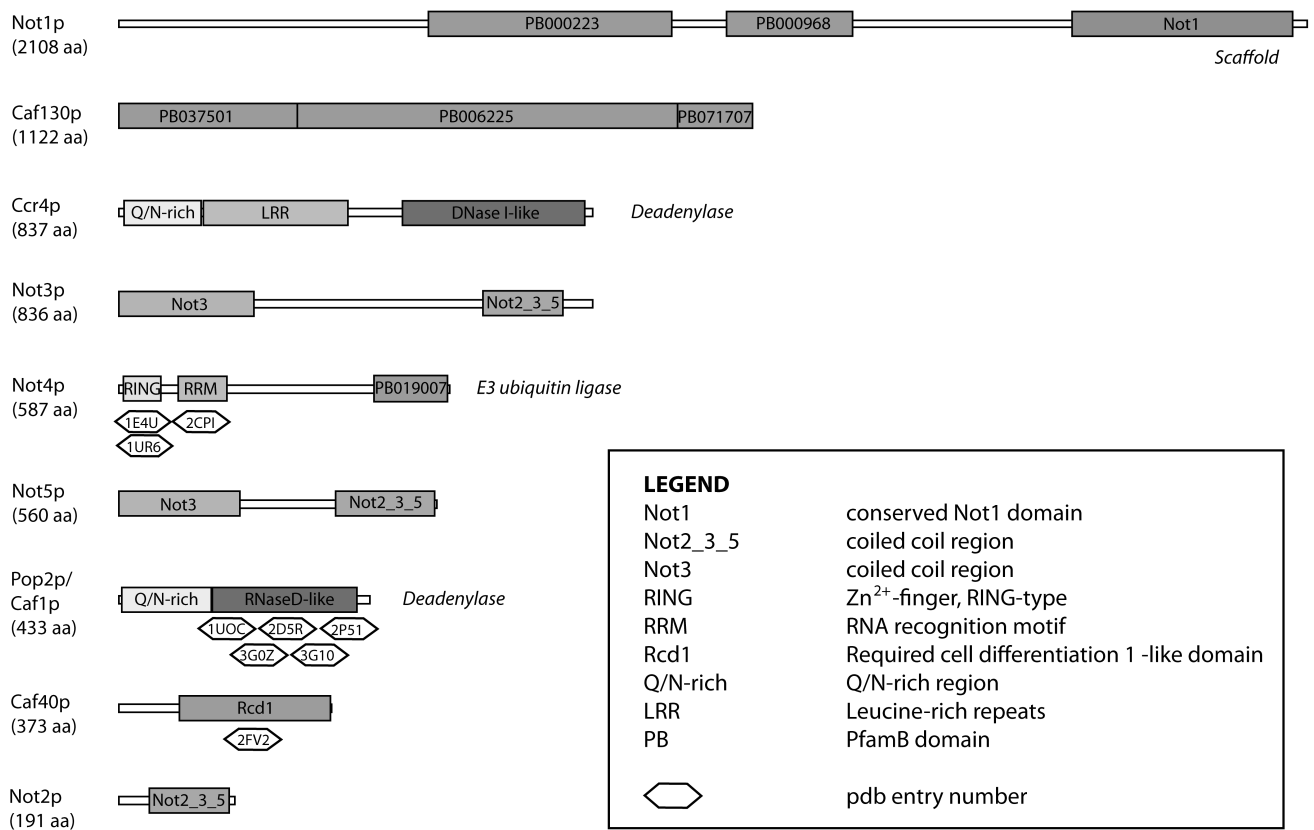 Not1p
(2108 aa)
PB000223 PB000968 Not1
Scaffold
Caf130p
(1122 aa)
PB037501 PB006225 PB071707
Ccr4p
(837 aa)
Q/N-rich LRR DNase I-like Deadenylase
Not3p
(836 aa)
Not3 Not2_3_5
Not4p
(587 aa)
RING RRM PB019007 E3 ubiquitin ligase
1E4U 2CPI
1UR6
Not5p
(560 aa)
Not3 Not2_3_5
Pop2p/
Caf1p
(433 aa)
Q/N-rich RNaseD-like Deadenylase
1UOC 2D5R 2P51
3G0Z 3G10
Caf40p
(373 aa)
Rcd1
2FV2
Not2p
(191 aa)
Not2_3_5
LEGEND
Not1 conserved Not1 domain
Not2_3_5 coiled coil region
Not3 coiled coil region
RING Zn2+-finger, RING-type
RRM RNA recognition motif
Rcd1 Required cell differentiation 1 -like domain
Q/N-rich Q/N-rich region
LRR Leucine-rich repeats
PB PfamB domain
pdb entry number